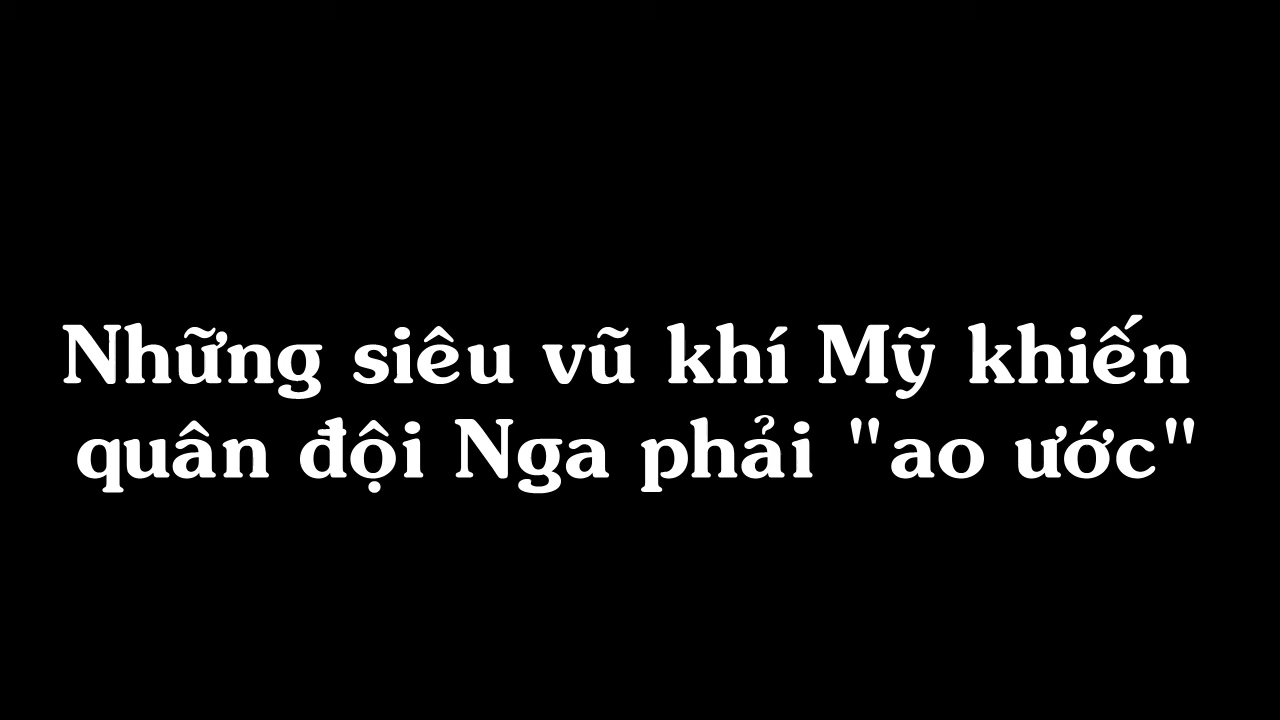 Những siêu vũ khí Mỹ khiến
quân đội Nga phải "ao ước"